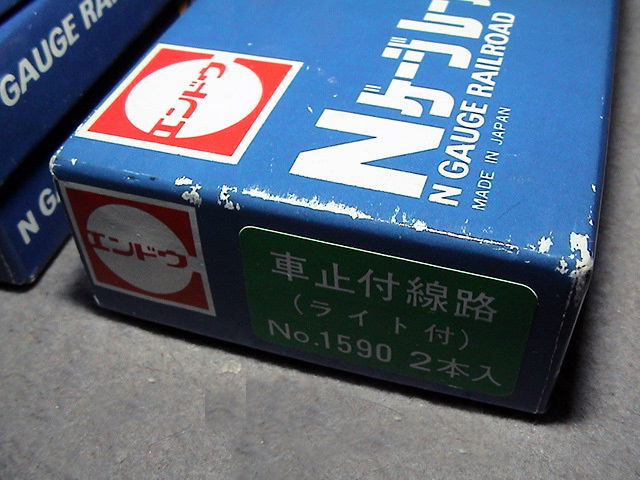 GAUGE RAI
N G
エンドウ
Nゲージレ
N GAUGE RAILROAD
MADE IN JAPAN
エンドウ
車止付線路
(ライト付)
No.1590 2本入